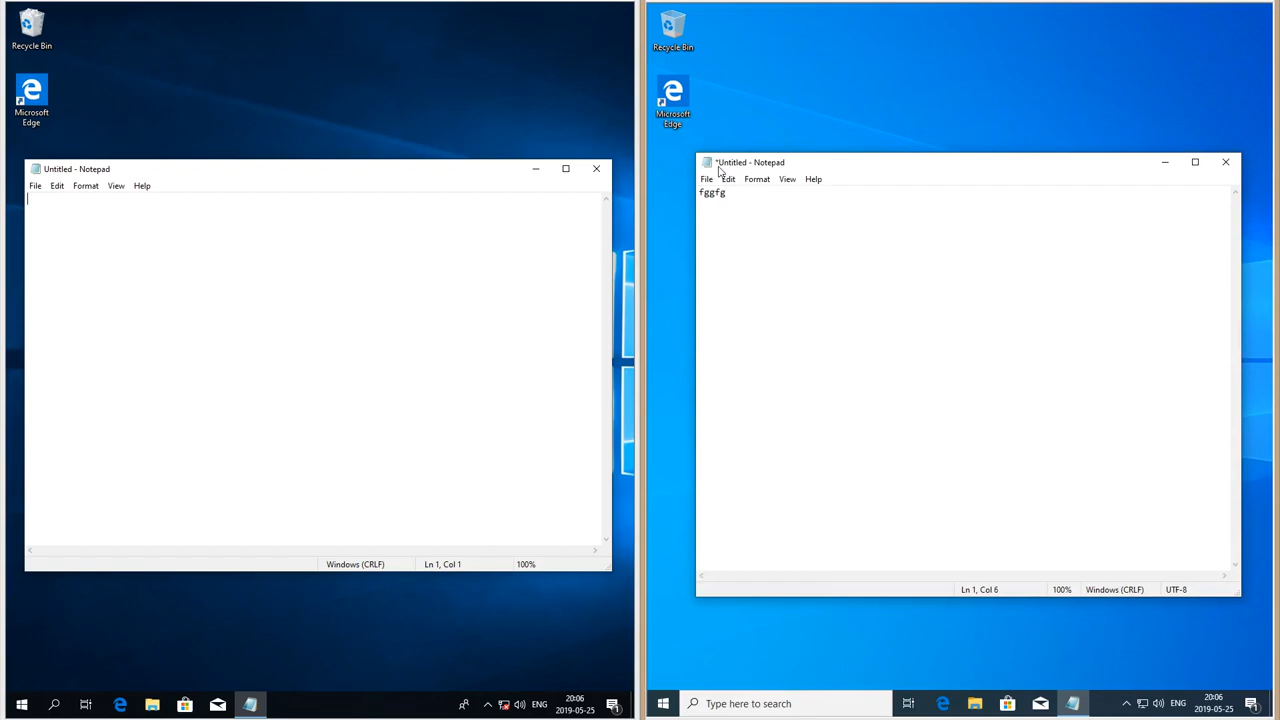 Recycle Bin
Microsoft
Edge
Untitled - Notepad
File Edit Format View Help
Windows (CRLF) Ln 1, Col 1 100%
ENG
20:06
2019-05-25
1
Recycle Bin
Microsoft
Edge
*Untitled - Notepad
File Edit Format View Help
fggfg
Ln 1, Col 6 100% Windows (CRLF) UTF-8
Type here to search
ENG
20:06
2019-05-25
1